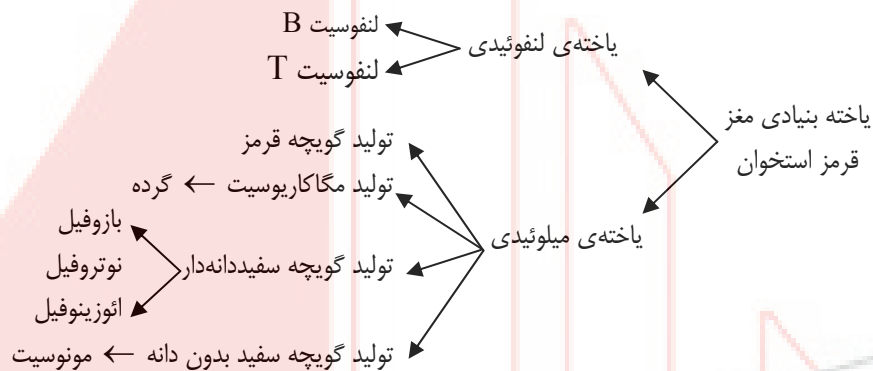 یاخته بنیادی مغز
قرمز استخوان
یاخته‌ی لنفوئیدی
لنفوسیت B
لنفوسیت T
یاخته‌ی میلوئیدی
تولید گویچه قرمز
تولید مگاکاریوسیت ← گرده
تولید گویچه سفیددانه‌دار
بازوفیل
نوتروفیل
ائوزینوفیل
تولید گویچه سفید بدون دانه ← مونوسیت